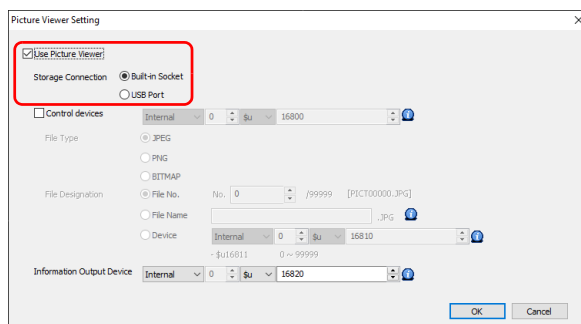 Picture Viewer Setting
Use Picture Viewer
Storage Connection Built-in Socket
USB Port
Control devices Internal 0 $u 16800
File Type JPEG
PNG
BITMAP
File Designation File No. No. 0 /99999 [PICT00000.JPG]
File Name .JPG
Device Internal 0 $u 16810
- $u16811 0 ~ 99999
Information Output Device Internal 0 $u 16820
OK Cancel